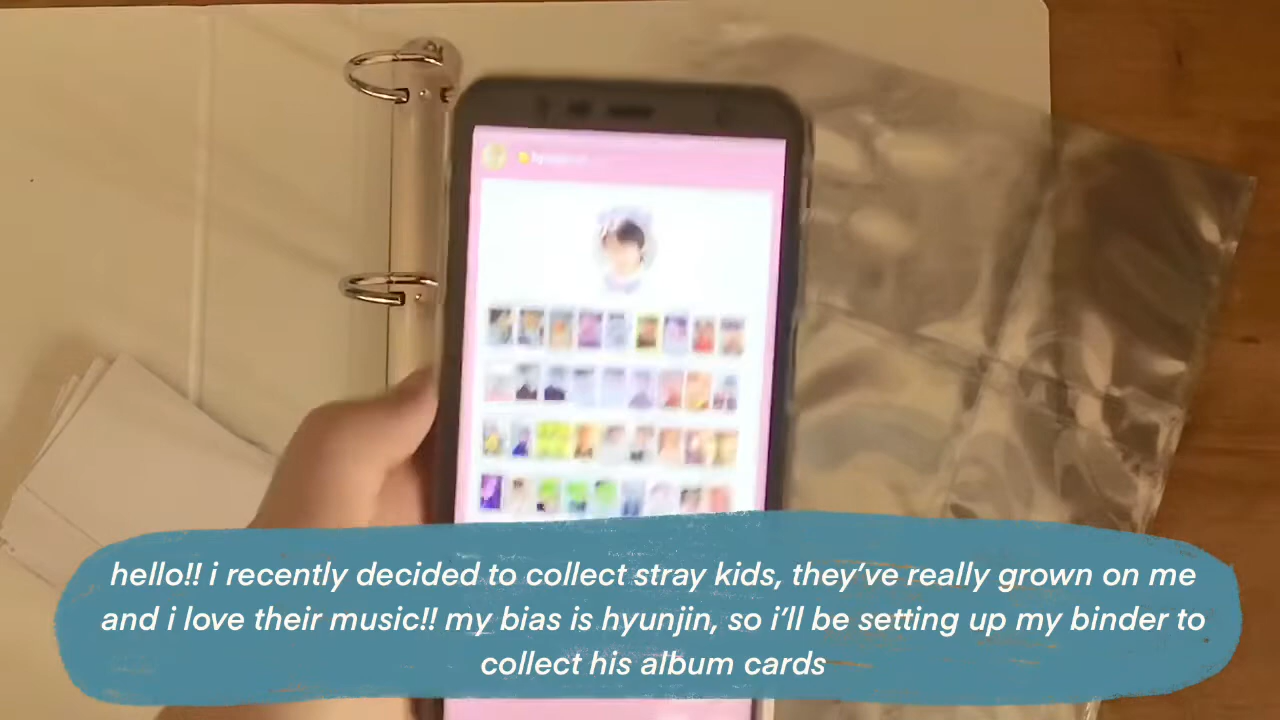 hello!! i recently decided to collect stray kids, they've really grown on me
and i love their music!! my bias is hyunjin, so i'll be setting up my binder to
collect his album cards